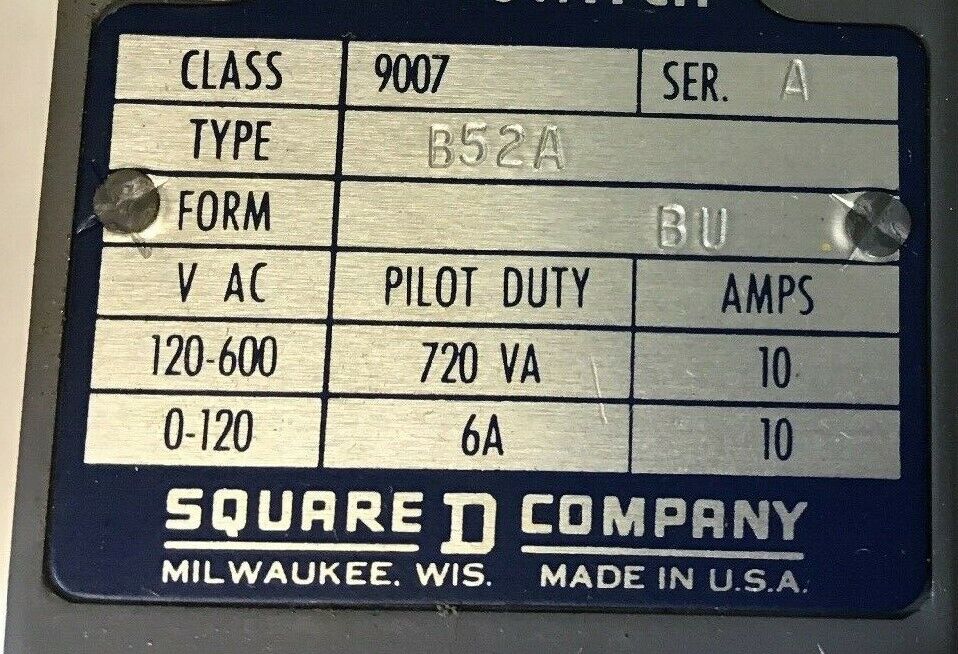 CLASS 9007 SER. A
TYPE B52A
FORM BU
V AC PILOT DUTY AMPS
120-600 720 VA 10
0-120 6A 10
SQUARE D COMPANY
MILWAUKEE. WIS. MADE IN U.S.A.